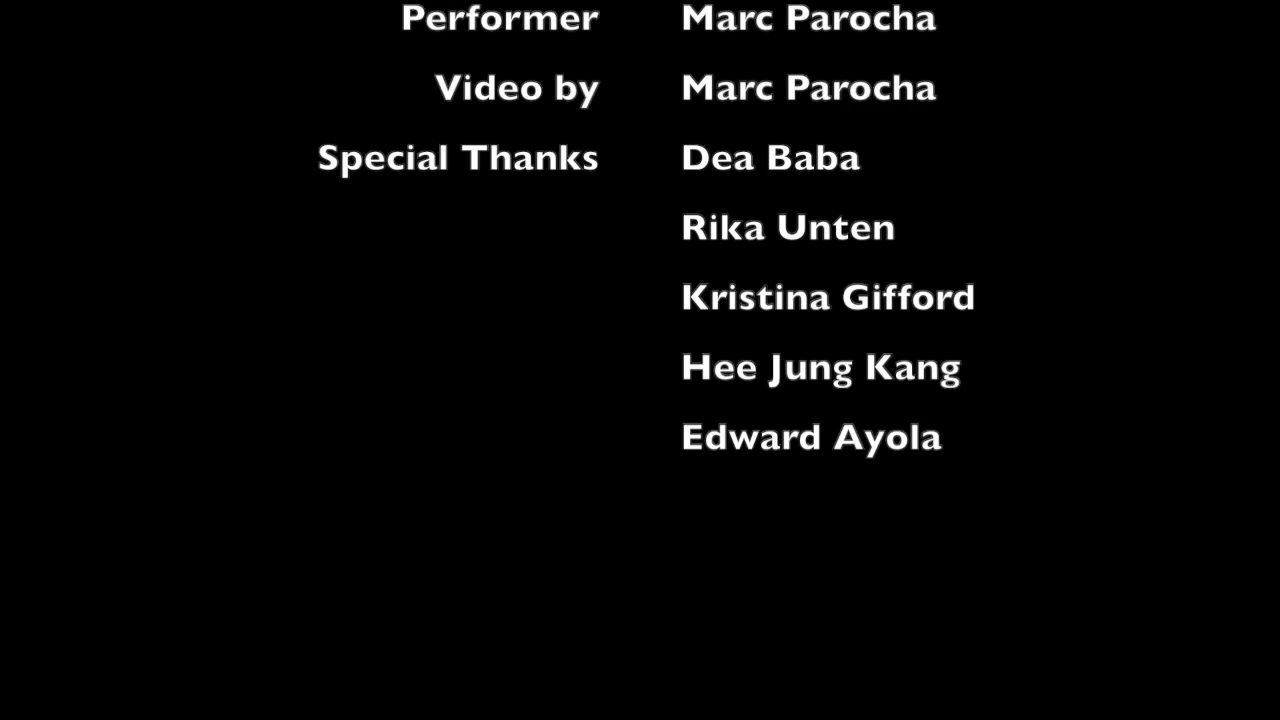 Performer Marc Parocha
Video by Marc Parocha
Special Thanks Dea Baba
Rika Unten
Kristina Gifford
Hee Jung Kang
Edward Ayola